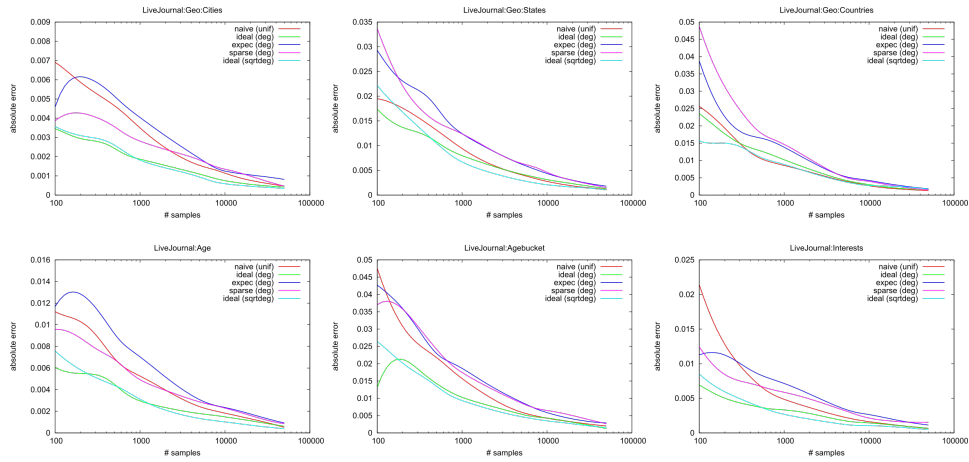 LiveJournal:Geo:Cities
0.009
0.008
0.007
0.006
0.005
0.004
0.003
0.002
0.001
0
absolute error
naive (unif)
ideal (deg)
expec (deg)
sparse (deg)
ideal (sqrtdeg)
100
1000
10000
100000
# samples
LiveJournal:Geo:States
0.035
0.03
0.025
0.02
0.015
0.01
0.005
0
absolute error
naive (unif)
ideal (deg)
expec (deg)
sparse (deg)
ideal (sqrtdeg)
100
1000
10000
100000
# samples
LiveJournal:Geo:Countries
0.05
0.045
0.04
0.035
0.03
0.025
0.02
0.015
0.01
0.005
0
absolute error
naive (unif)
ideal (deg)
expec (deg)
sparse (deg)
ideal (sqrtdeg)
100
1000
10000
100000
# samples
LiveJournal:Age
0.016
0.014
0.012
0.01
0.008
0.006
0.004
0.002
0
absolute error
naive (unif)
ideal (deg)
expec (deg)
sparse (deg)
ideal (sqrtdeg)
100
1000
10000
100000
# samples
LiveJournal:Agebucket
0.05
0.045
0.04
0.035
0.03
0.025
0.02
0.015
0.01
0.005
0
absolute error
naive (unif)
ideal (deg)
expec (deg)
sparse (deg)
ideal (sqrtdeg)
100
1000
10000
100000
# samples
LiveJournal:Interests
0.025
0.02
0.015
0.01
0.005
0
absolute error
naive (unif)
ideal (deg)
expec (deg)
sparse (deg)
ideal (sqrtdeg)
100
1000
10000
100000
# samples